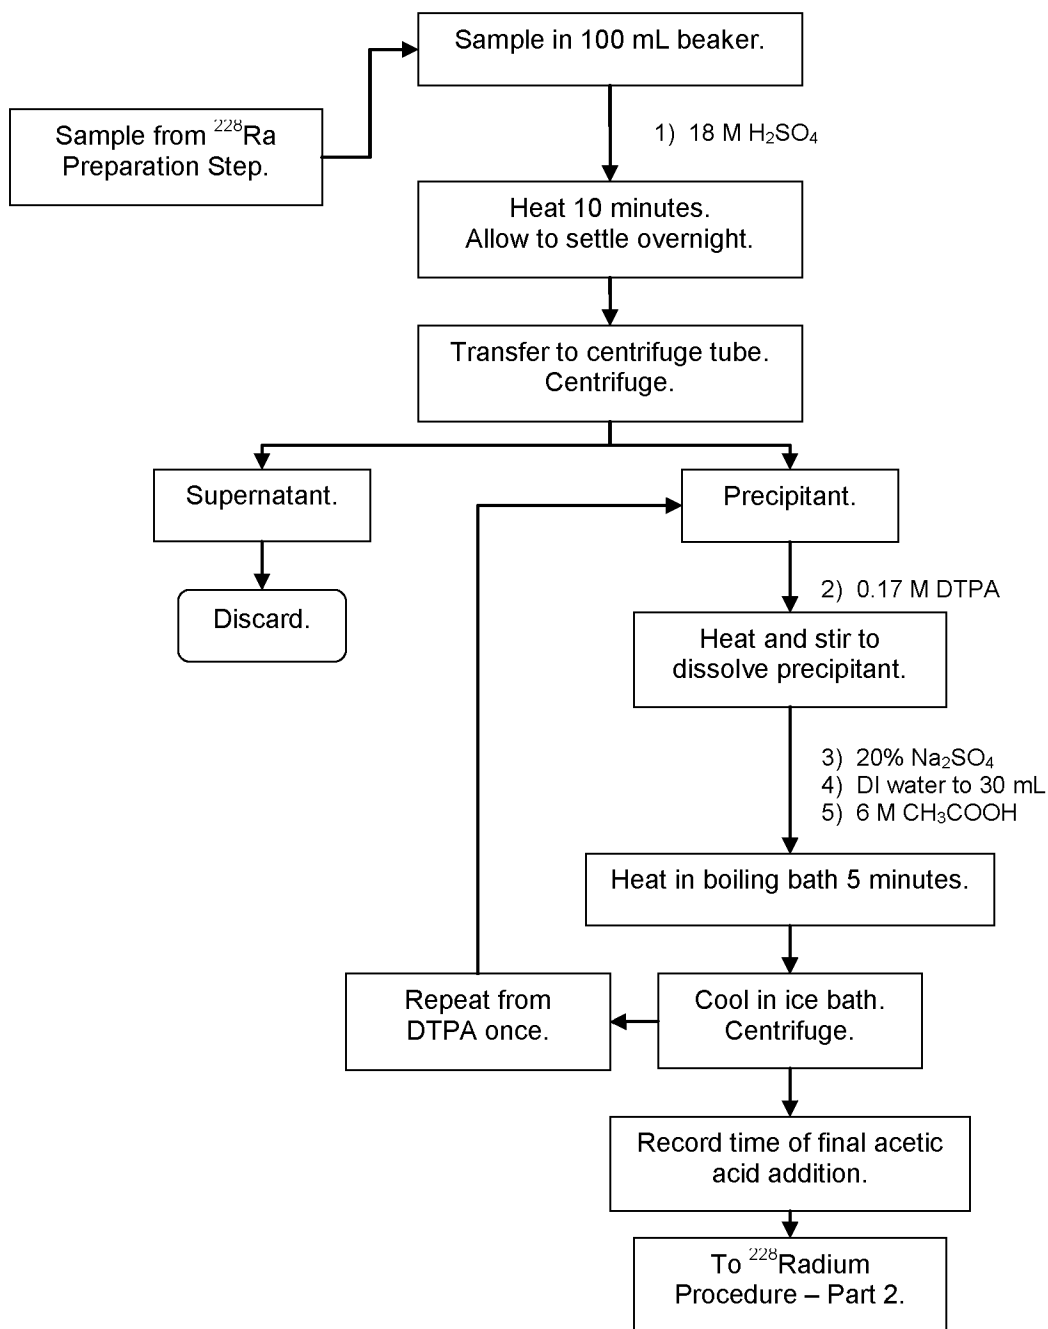 Sample in 100 mL beaker.
Sample from ²²⁸Ra
Preparation Step.
1) 18 M H₂SO₄
Heat 10 minutes.
Allow to settle overnight.
Transfer to centrifuge tube.
Centrifuge.
Supernatant.
Precipitant.
Discard.
2) 0.17 M DTPA
Heat and stir to
dissolve precipitant.
3) 20% Na₂SO₄
4) DI water to 30 mL
5) 6 M CH₃COOH
Heat in boiling bath 5 minutes.
Repeat from
DTPA once.
Cool in ice bath.
Centrifuge.
Record time of final acetic
acid addition.
To ²²⁸Radium
Procedure – Part 2.